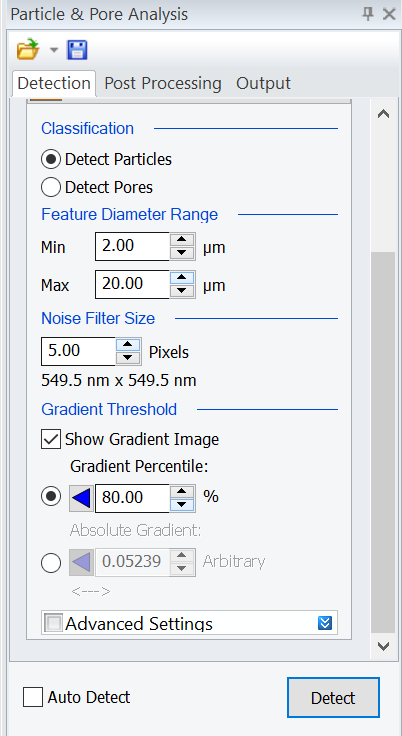 Particle & Pore Analysis
Detection Post Processing Output
Classification
Detect Particles
Detect Pores
Feature Diameter Range
Min 2.00 µm
Max 20.00 µm
Noise Filter Size
5.00 Pixels
549.5 nm x 549.5 nm
Gradient Threshold
Show Gradient Image
Gradient Percentile:
80.00 %
Absolute Gradient:
0.05239 Arbitrary
<--->
Advanced Settings
Auto Detect Detect